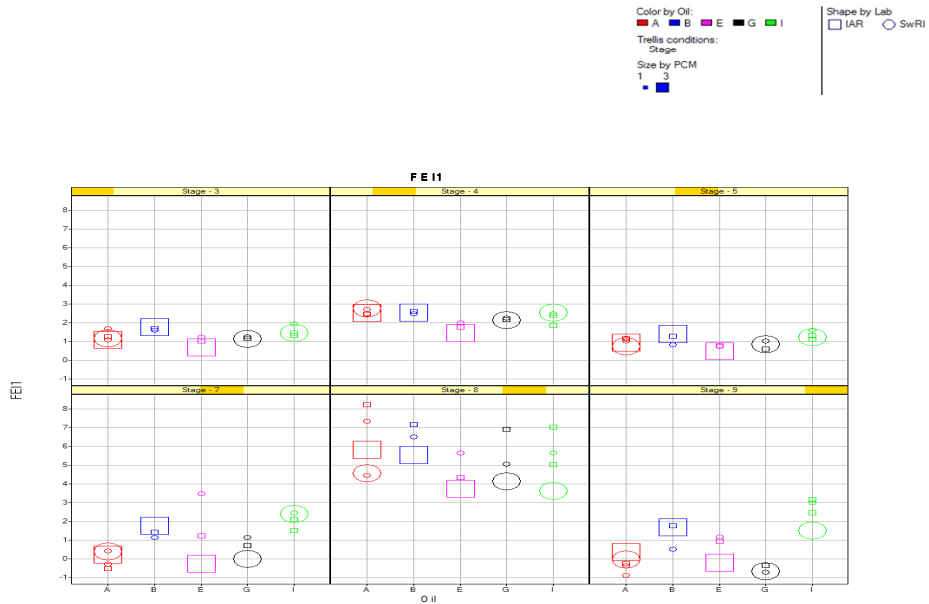 Color by Oil:
A B E G I
Trellis conditions:
Stage
Size by PCM
1 3
Shape by Lab
IAR SwRI
FEI1
Stage - 3 Stage - 4 Stage - 5
8
7
6
5
4
3
2
1
0
-1
FEI1
Stage - 7 Stage - 8 Stage - 9
8
7
6
5
4
3
2
1
0
-1
A B E G I A B E G I A B E G I
Oil